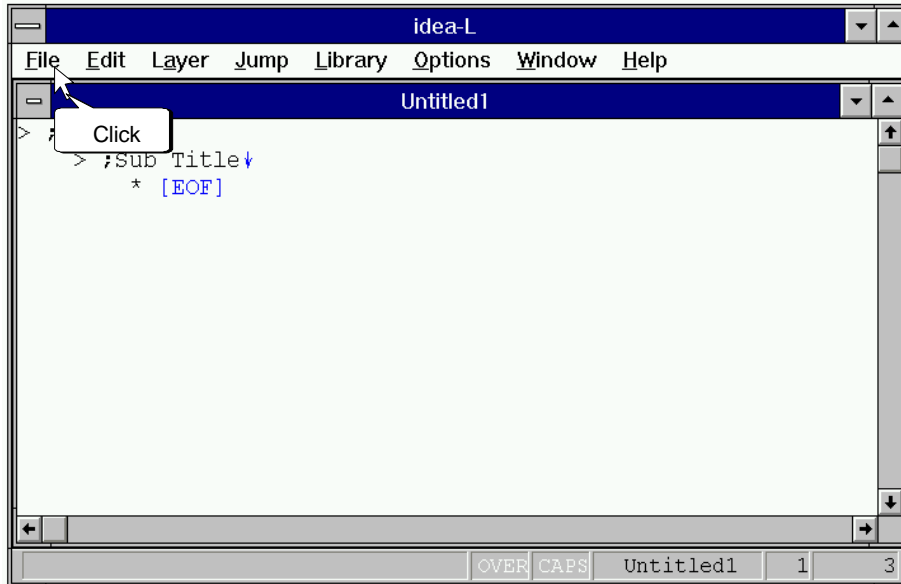 idea-L
File Edit Layer Jump Library Options Window Help
Untitled1
Click
> ;
> ;Sub Title↓
* [EOF]
OVER CAPS Untitled1 1 3